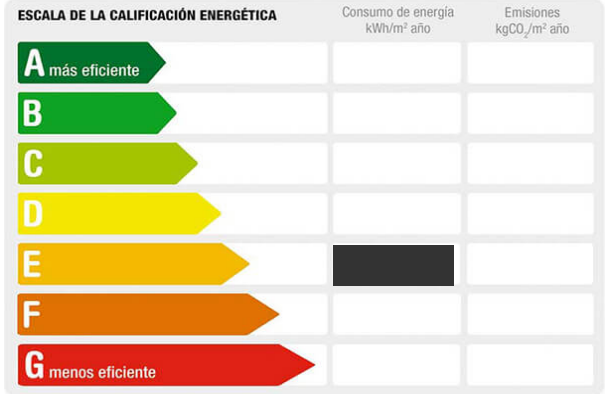 ESCALA DE LA CALIFICACIÓN ENERGÉTICA
Consumo de energía
kWh/m² año
Emisiones
kgCO₂/m² año
A más eficiente
B
C
D
E
F
G menos eficiente